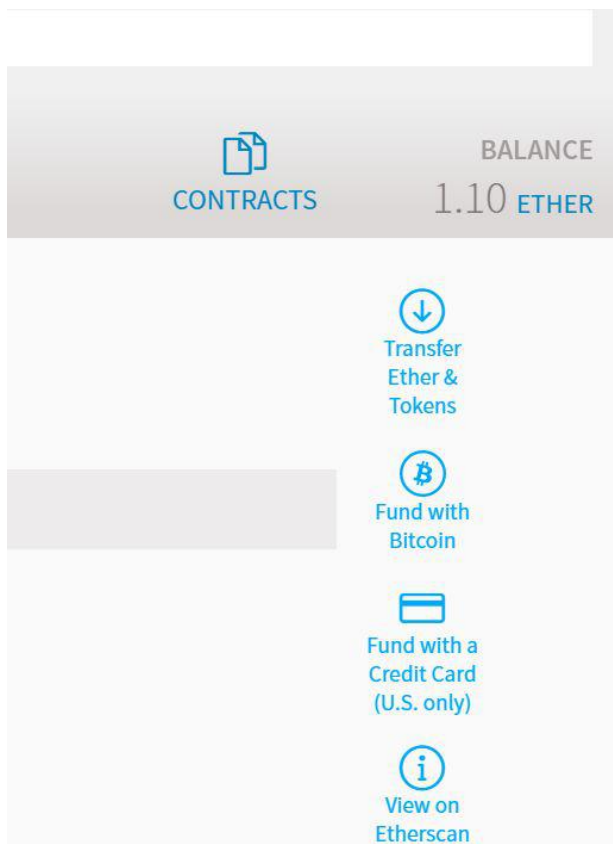 CONTRACTS
BALANCE
1.10 ETHER
Transfer
Ether &
Tokens
Fund with
Bitcoin
Fund with a
Credit Card
(U.S. only)
View on
Etherscan